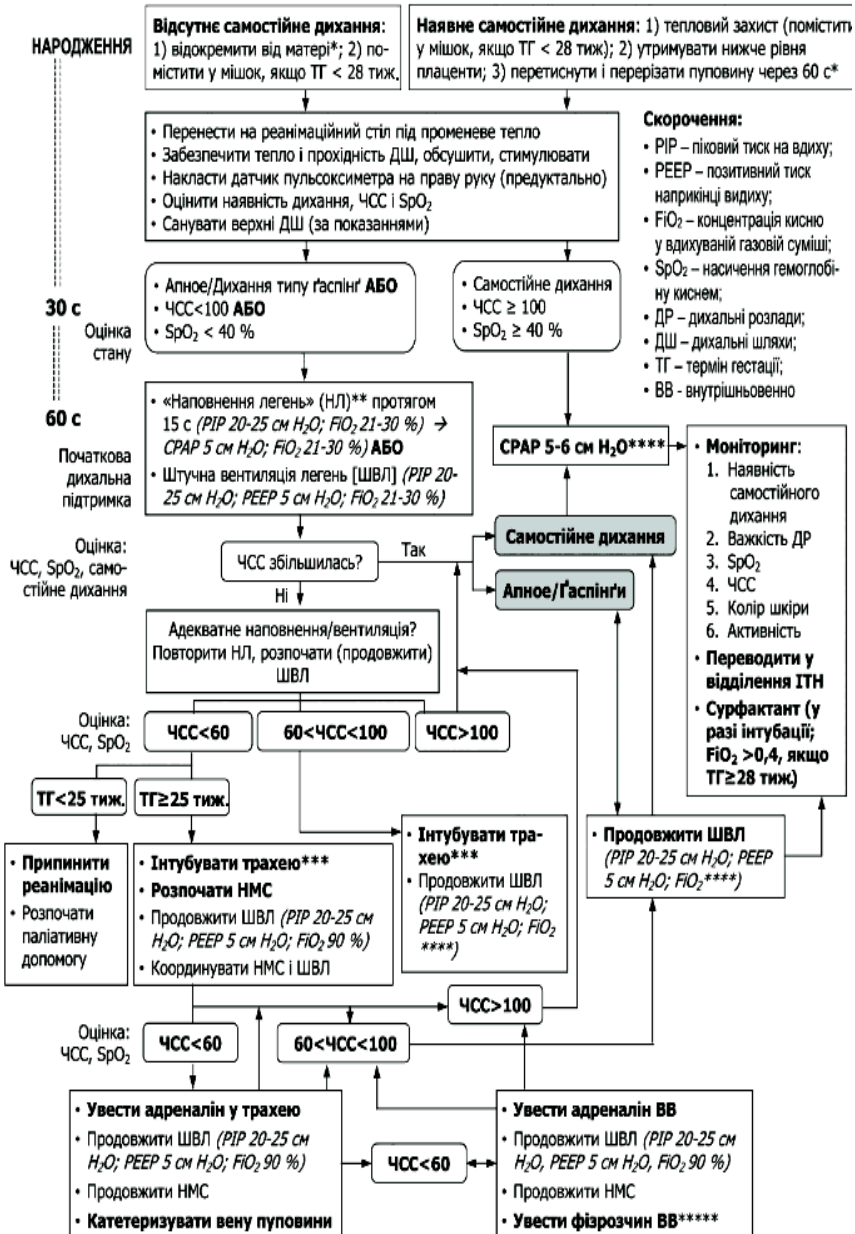 НАРОДЖЕННЯ
Відсутнє самостійне дихання:
1) відокремити від матері*; 2) по-
містити у мішок, якщо ТГ < 28 тиж.
Наявне самостійне дихання: 1) тепловий захист (помістити
у мішок, якщо ТГ < 28 тиж); 2) утримувати нижче рівня
плаценти; 3) перетиснути і перерізати пуповину через 60 с*
• Перенести на реанімаційний стіл під променеве тепло
• Забезпечити тепло і прохідність ДШ, обсушити, стимулювати
• Накласти датчик пульсоксиметра на праву руку (предуктально)
• Оцінити наявність дихання, ЧСС і SpO₂
• Санувати верхні ДШ (за показаннями)
Скорочення:
• PIP – піковий тиск на вдиху;
• PEEP – позитивний тиск
наприкінці видиху;
• FiO₂ – концентрація кисню
у вдихуваній газовій суміші;
• SpO₂ – насичення гемоглобі-
ну киснем;
• ДР – дихальні розлади;
• ДШ – дихальні шляхи;
• ТГ – термін гестації;
• ВВ - внутрішньовенно
30 с
Оцінка
стану
• Апное/Дихання типу ґаспінґ АБО
• ЧСС<100 АБО
• SpO₂ < 40 %
• Самостійне дихання
• ЧСС ≥ 100
• SpO₂ ≥ 40 %
60 с
Початкова
дихальна
підтримка
• «Наповнення легень» (НЛ)** протягом
15 с (PIP 20-25 см H₂O; FiO₂ 21-30 %) →
CPAP 5 см H₂O; FiO₂ 21-30 %) АБО
• Штучна вентиляція легень [ШВЛ] (PIP 20-
25 см H₂O; PEEP 5 см H₂O; FiO₂ 21-30 %)
CPAP 5-6 см H₂O****
• Моніторинг:
1. Наявність
самостійного
дихання
2. Важкість ДР
3. SpO₂
4. ЧСС
5. Колір шкіри
6. Активність
• Переводити у
відділення ІТН
• Сурфактант (у
разі інтубації;
FiO₂ >0,4, якщо
ТГ≥28 тиж.)
Оцінка:
ЧСС, SpO₂, само-
стійне дихання
ЧСС збільшилась?
Так
Ні
Самостійне дихання
Апное/Ґаспінґи
Адекватне наповнення/вентиляція?
Повторити НЛ, розпочати (продовжити)
ШВЛ
Оцінка:
ЧСС, SpO₂
ЧСС<60
60<ЧСС<100
ЧСС>100
ТГ<25 тиж.
ТГ≥25 тиж.
• Припинити
реанімацію
• Розпочати
паліативну
допомогу
• Інтубувати трахею***
• Розпочати НМС
• Продовжити ШВЛ (PIP 20-25 см
H₂O; PEEP 5 см H₂O; FiO₂ 90 %)
• Координувати НМС і ШВЛ
• Інтубувати тра-
хею***
• Продовжити ШВЛ
(PIP 20-25 см H₂O;
PEEP 5 см H₂O; FiO₂
****)
• Продовжити ШВЛ
(PIP 20-25 см H₂O; PEEP
5 см H₂O; FiO₂****)
Оцінка:
ЧСС, SpO₂
ЧСС<60
60<ЧСС<100
ЧСС>100
• Увести адреналін у трахею
• Продовжити ШВЛ (PIP 20-25 см
H₂O; PEEP 5 см H₂O; FiO₂ 90 %)
• Продовжити НМС
• Катетеризувати вену пуповини
ЧСС<60
• Увести адреналін ВВ
• Продовжити ШВЛ (PIP 20-25 см
H₂O, PEEP 5 см H₂O, FiO₂ 90 %)
• Продовжити НМС
• Увести фізрозчин ВВ*****